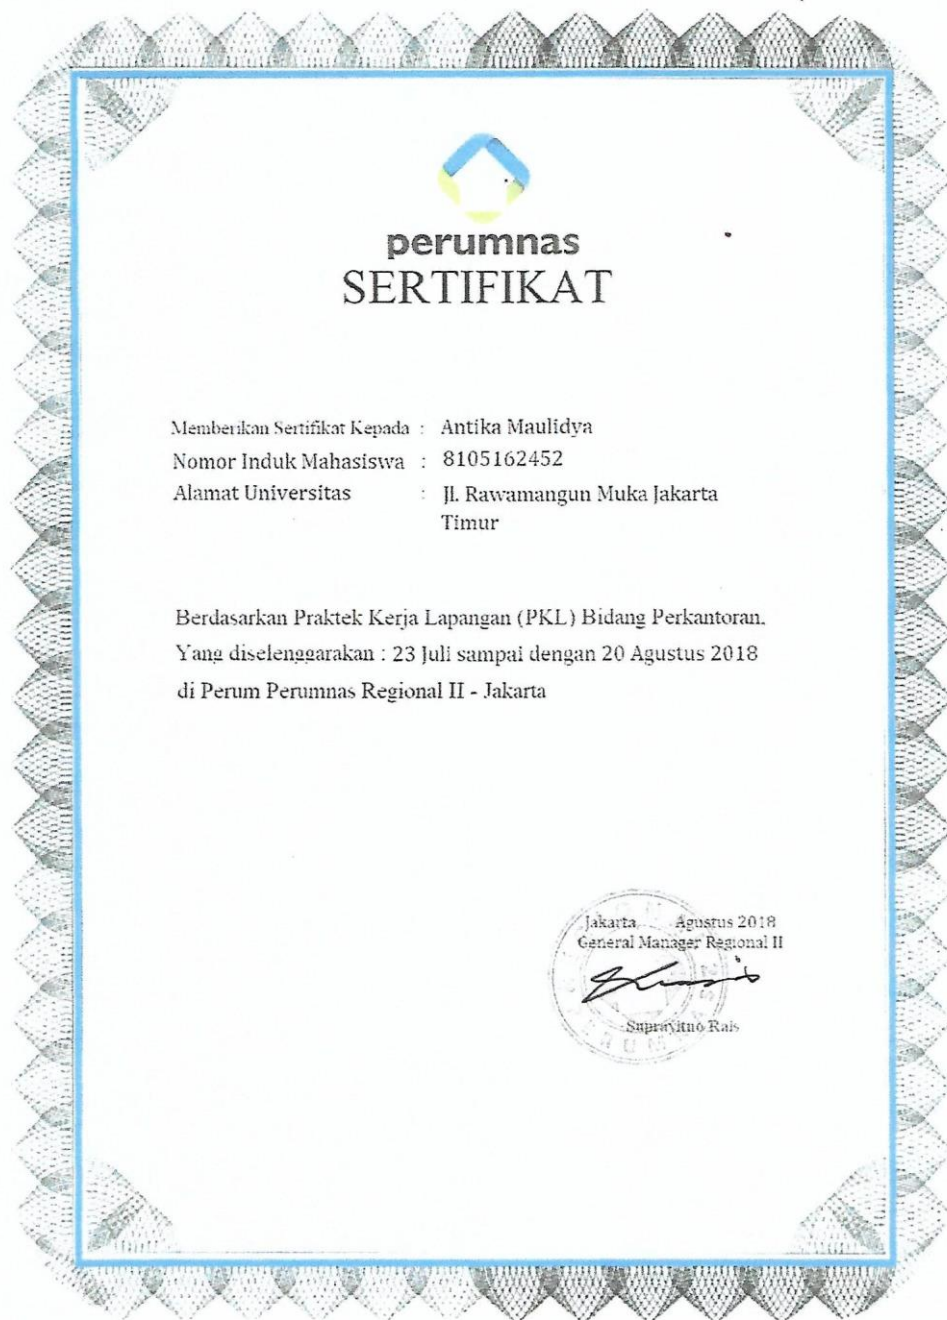 perumnas
SERTIFIKAT
Memberikan Sertifikat Kepada : Antika Maulidya
Nomor Induk Mahasiswa : 8105162452
Alamat Universitas : Jl. Rawamangun Muka Jakarta
Timur
Berdasarkan Praktek Kerja Lapangan (PKL) Bidang Perkantoran.
Yang diselenggarakan : 23 Juli sampai dengan 20 Agustus 2018
di Perum Perumnas Regional II - Jakarta
Jakarta, Agustus 2018
General Manager Regional II
Suprayitno Rais